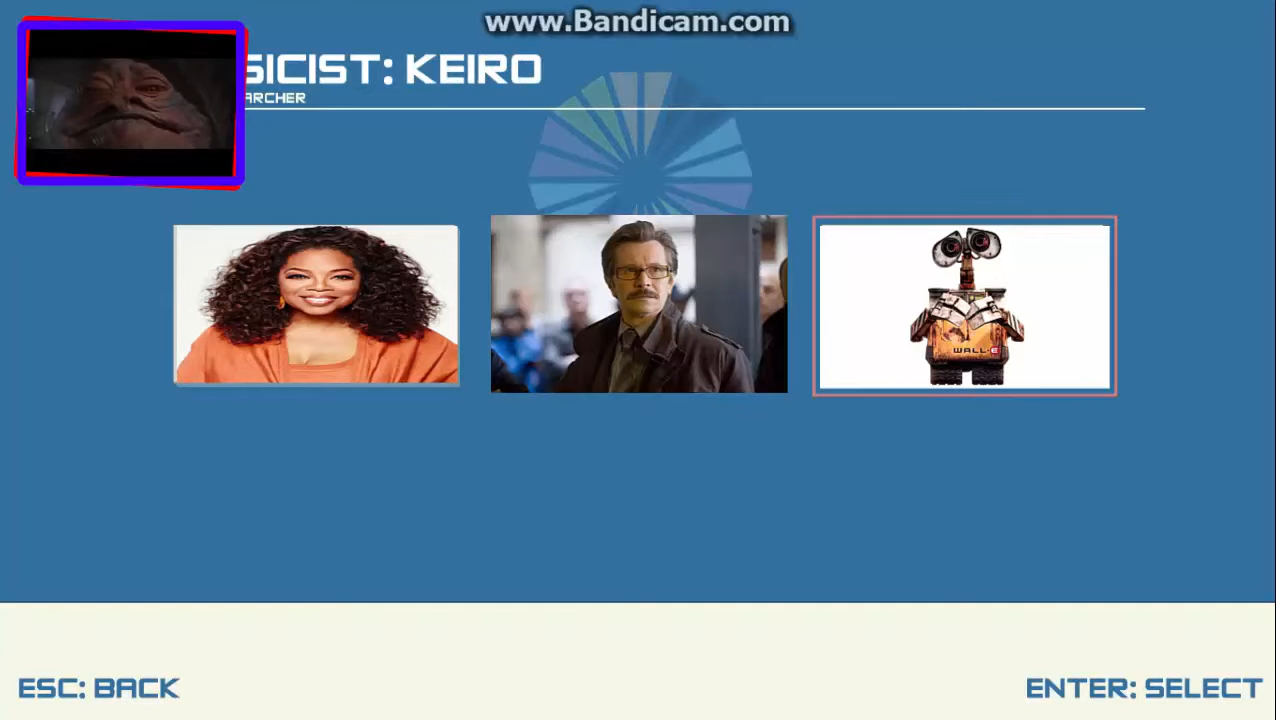 www.Bandicam.com
SICIST: KEIRO
ARCHER
WALL•E
ESC: BACK
ENTER: SELECT